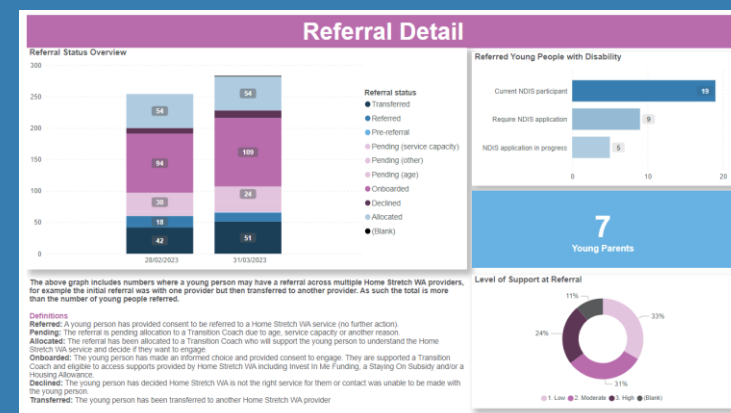 Referral Detail
Referral Status Overview
300
250
200
150
100
50
0
54
94
30
18
42
28/02/2023
54
109
24
51
31/03/2023
Referral status
Transferred
Referred
Pre-referral
Pending (service capacity)
Pending (other)
Pending (age)
Onboarded
Declined
Allocated
(Blank)
The above graph includes numbers where a young person may have a referral across multiple Home Stretch WA providers,
for example the initial referral was with one provider but then transferred to another provider. As such the total is more
than the number of young people referred.
Definitions
Referred: A young person has provided consent to be referred to a Home Stretch WA service (no further action).
Pending: The referral is pending allocation to a Transition Coach due to age, service capacity or another reason.
Allocated: The referral has been allocated to a Transition Coach who will support the young person to understand the Home
Stretch WA service and decide if they want to engage.
Onboarded: The young person has made an informed choice and provided consent to engage. They are supported a Transition
Coach and eligible to access supports provided by Home Stretch WA including Invest In Me Funding, a Staying On Subsidy and/or a
Housing Allowance.
Declined: The young person has decided Home Stretch WA is not the right service for them or contact was unable to be made with
the young person.
Transferred: The young person has been transferred to another Home Stretch WA provider
Referred Young People with Disability
Current NDIS participant
19
Require NDIS application
9
NDIS application in progress
5
0
10
20
7
Young Parents
Level of Support at Referral
11%
33%
24%
31%
1. Low 2. Moderate 3. High (Blank)